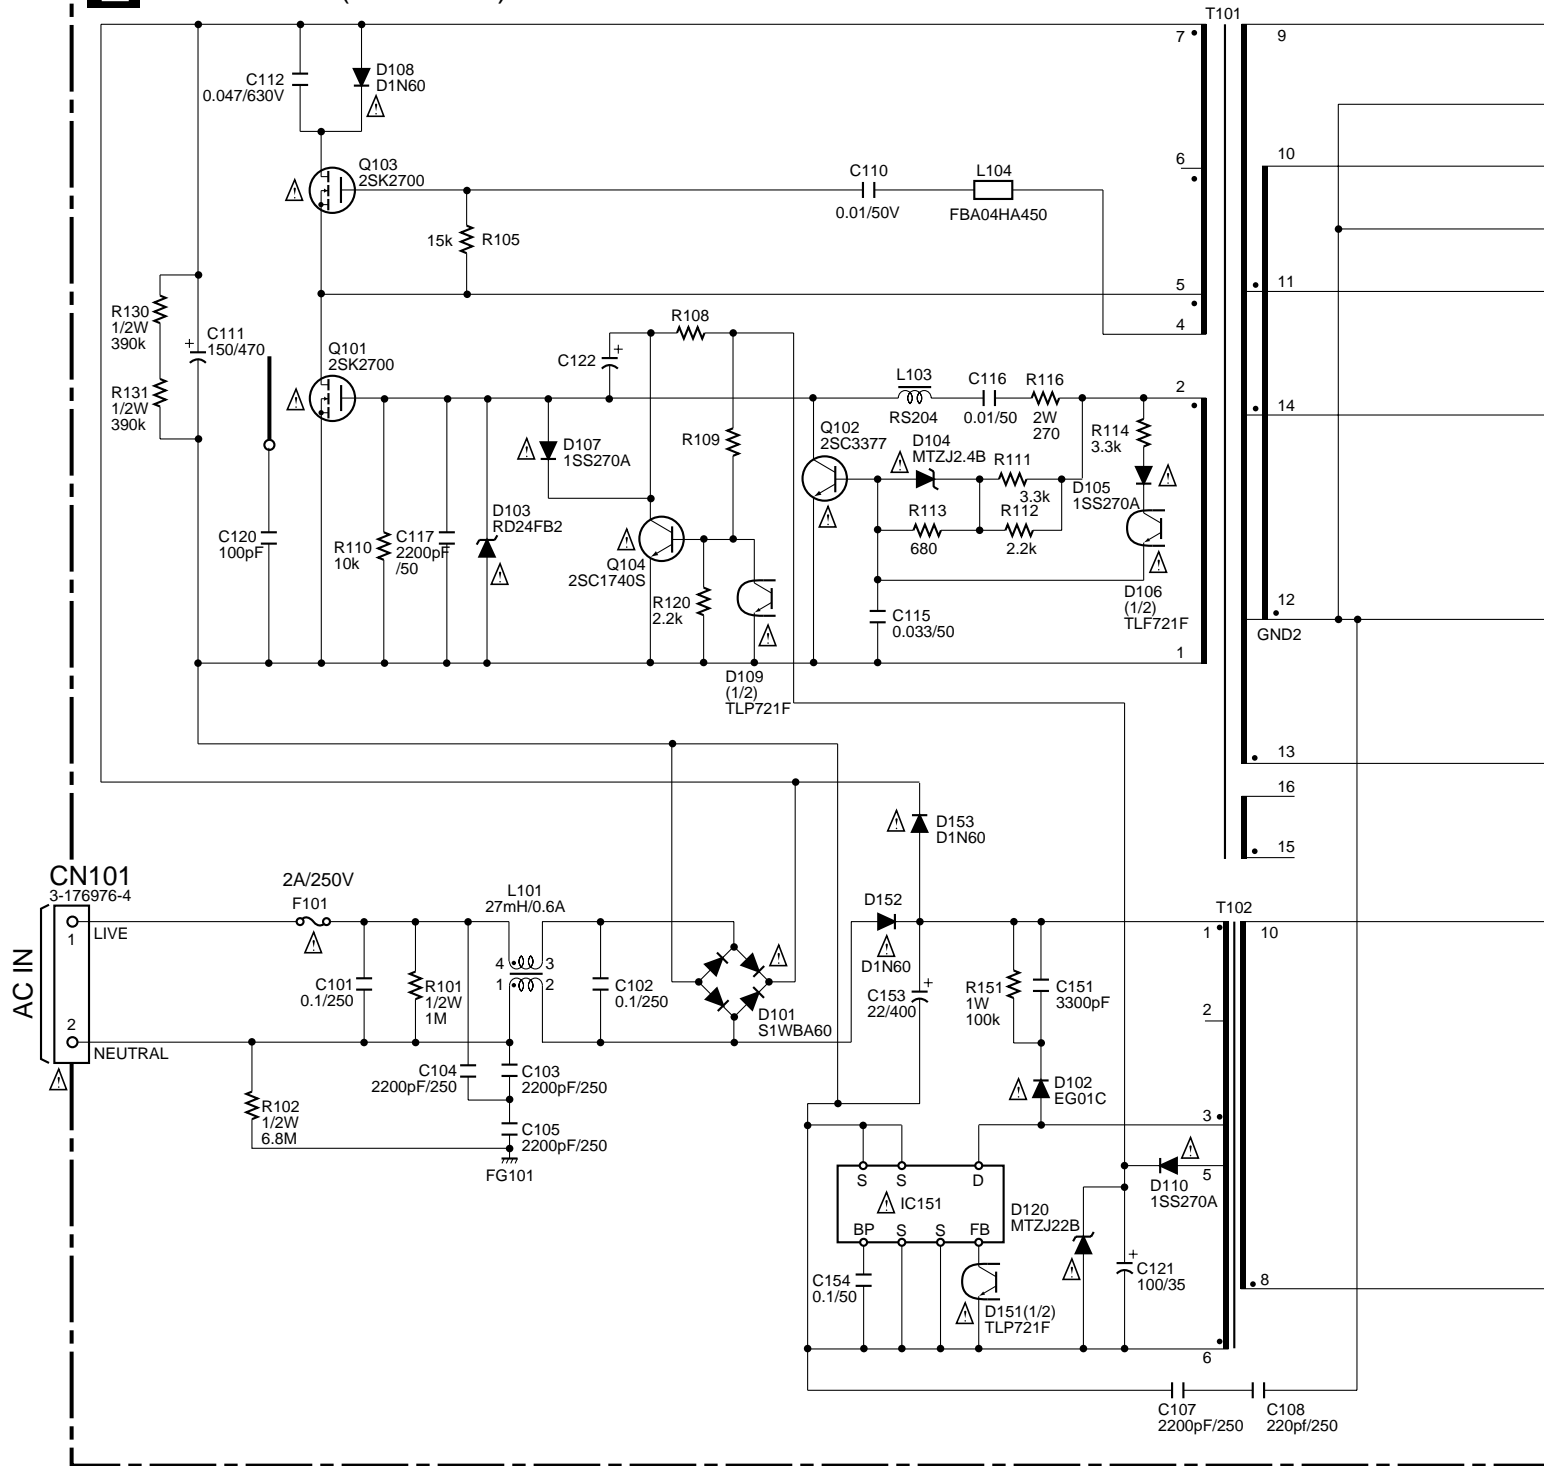 T101
7
9
C112
0.047/630V
D108
D1N60
6
10
Q103
2SK2700
C110
0.01/50V
L104
FBA04HA450
15k
R105
5
11
4
R130
1/2W
390k
C111
150/470
R131
1/2W
390k
Q101
2SK2700
C122
R108
L103
RS204
C116
0.01/50
R116
2W
270
2
14
R109
Q102
2SC3377
D104
MTZJ2.4B
R111
3.3k
R114
3.3k
D107
1SS270A
D105
1SS270A
R113
680
R112
2.2k
D103
RD24FB2
C120
100pF
R110
10k
C117
2200pF
/50
Q104
2SC1740S
R120
2.2k
C115
0.033/50
D106
(1/2)
TLF721F
12
GND2
1
D109
(1/2)
TLP721F
13
16
15
D153
D1N60
CN101
3-176976-4
2A/250V
F101
L101
27mH/0.6A
D152
D1N60
T102
AC IN
1
LIVE
2
NEUTRAL
C101
0.1/250
R101
1/2W
1M
4
3
1
2
C102
0.1/250
D101
S1WBA60
C153
22/400
R151
1W
100k
C151
3300pF
1
10
2
C104
2200pF/250
C103
2200pF/250
D102
EG01C
R102
1/2W
6.8M
C105
2200pF/250
FG101
3
S
S
D
IC151
BP
S
S
FB
D110
1SS270A
5
D120
MTZJ22B
C154
0.1/50
D151(1/2)
TLP721F
C121
100/35
8
6
C107
2200pF/250
C108
220pf/250